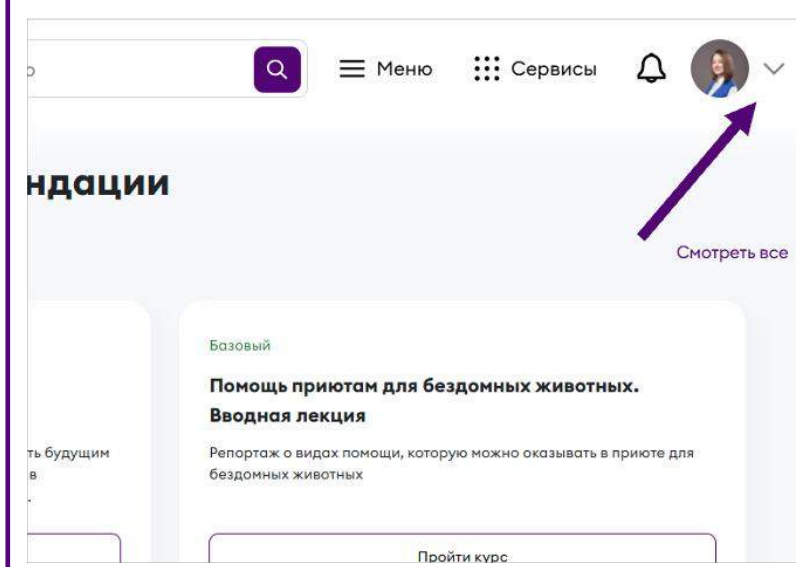 Меню Сервисы
ндации
Смотреть все
Базовый
Помощь приютам для бездомных животных.
Вводная лекция
ть будущим
в
.
Репортаж о видах помощи, которую можно оказывать в приюте для
бездомных животных
Пройти курс